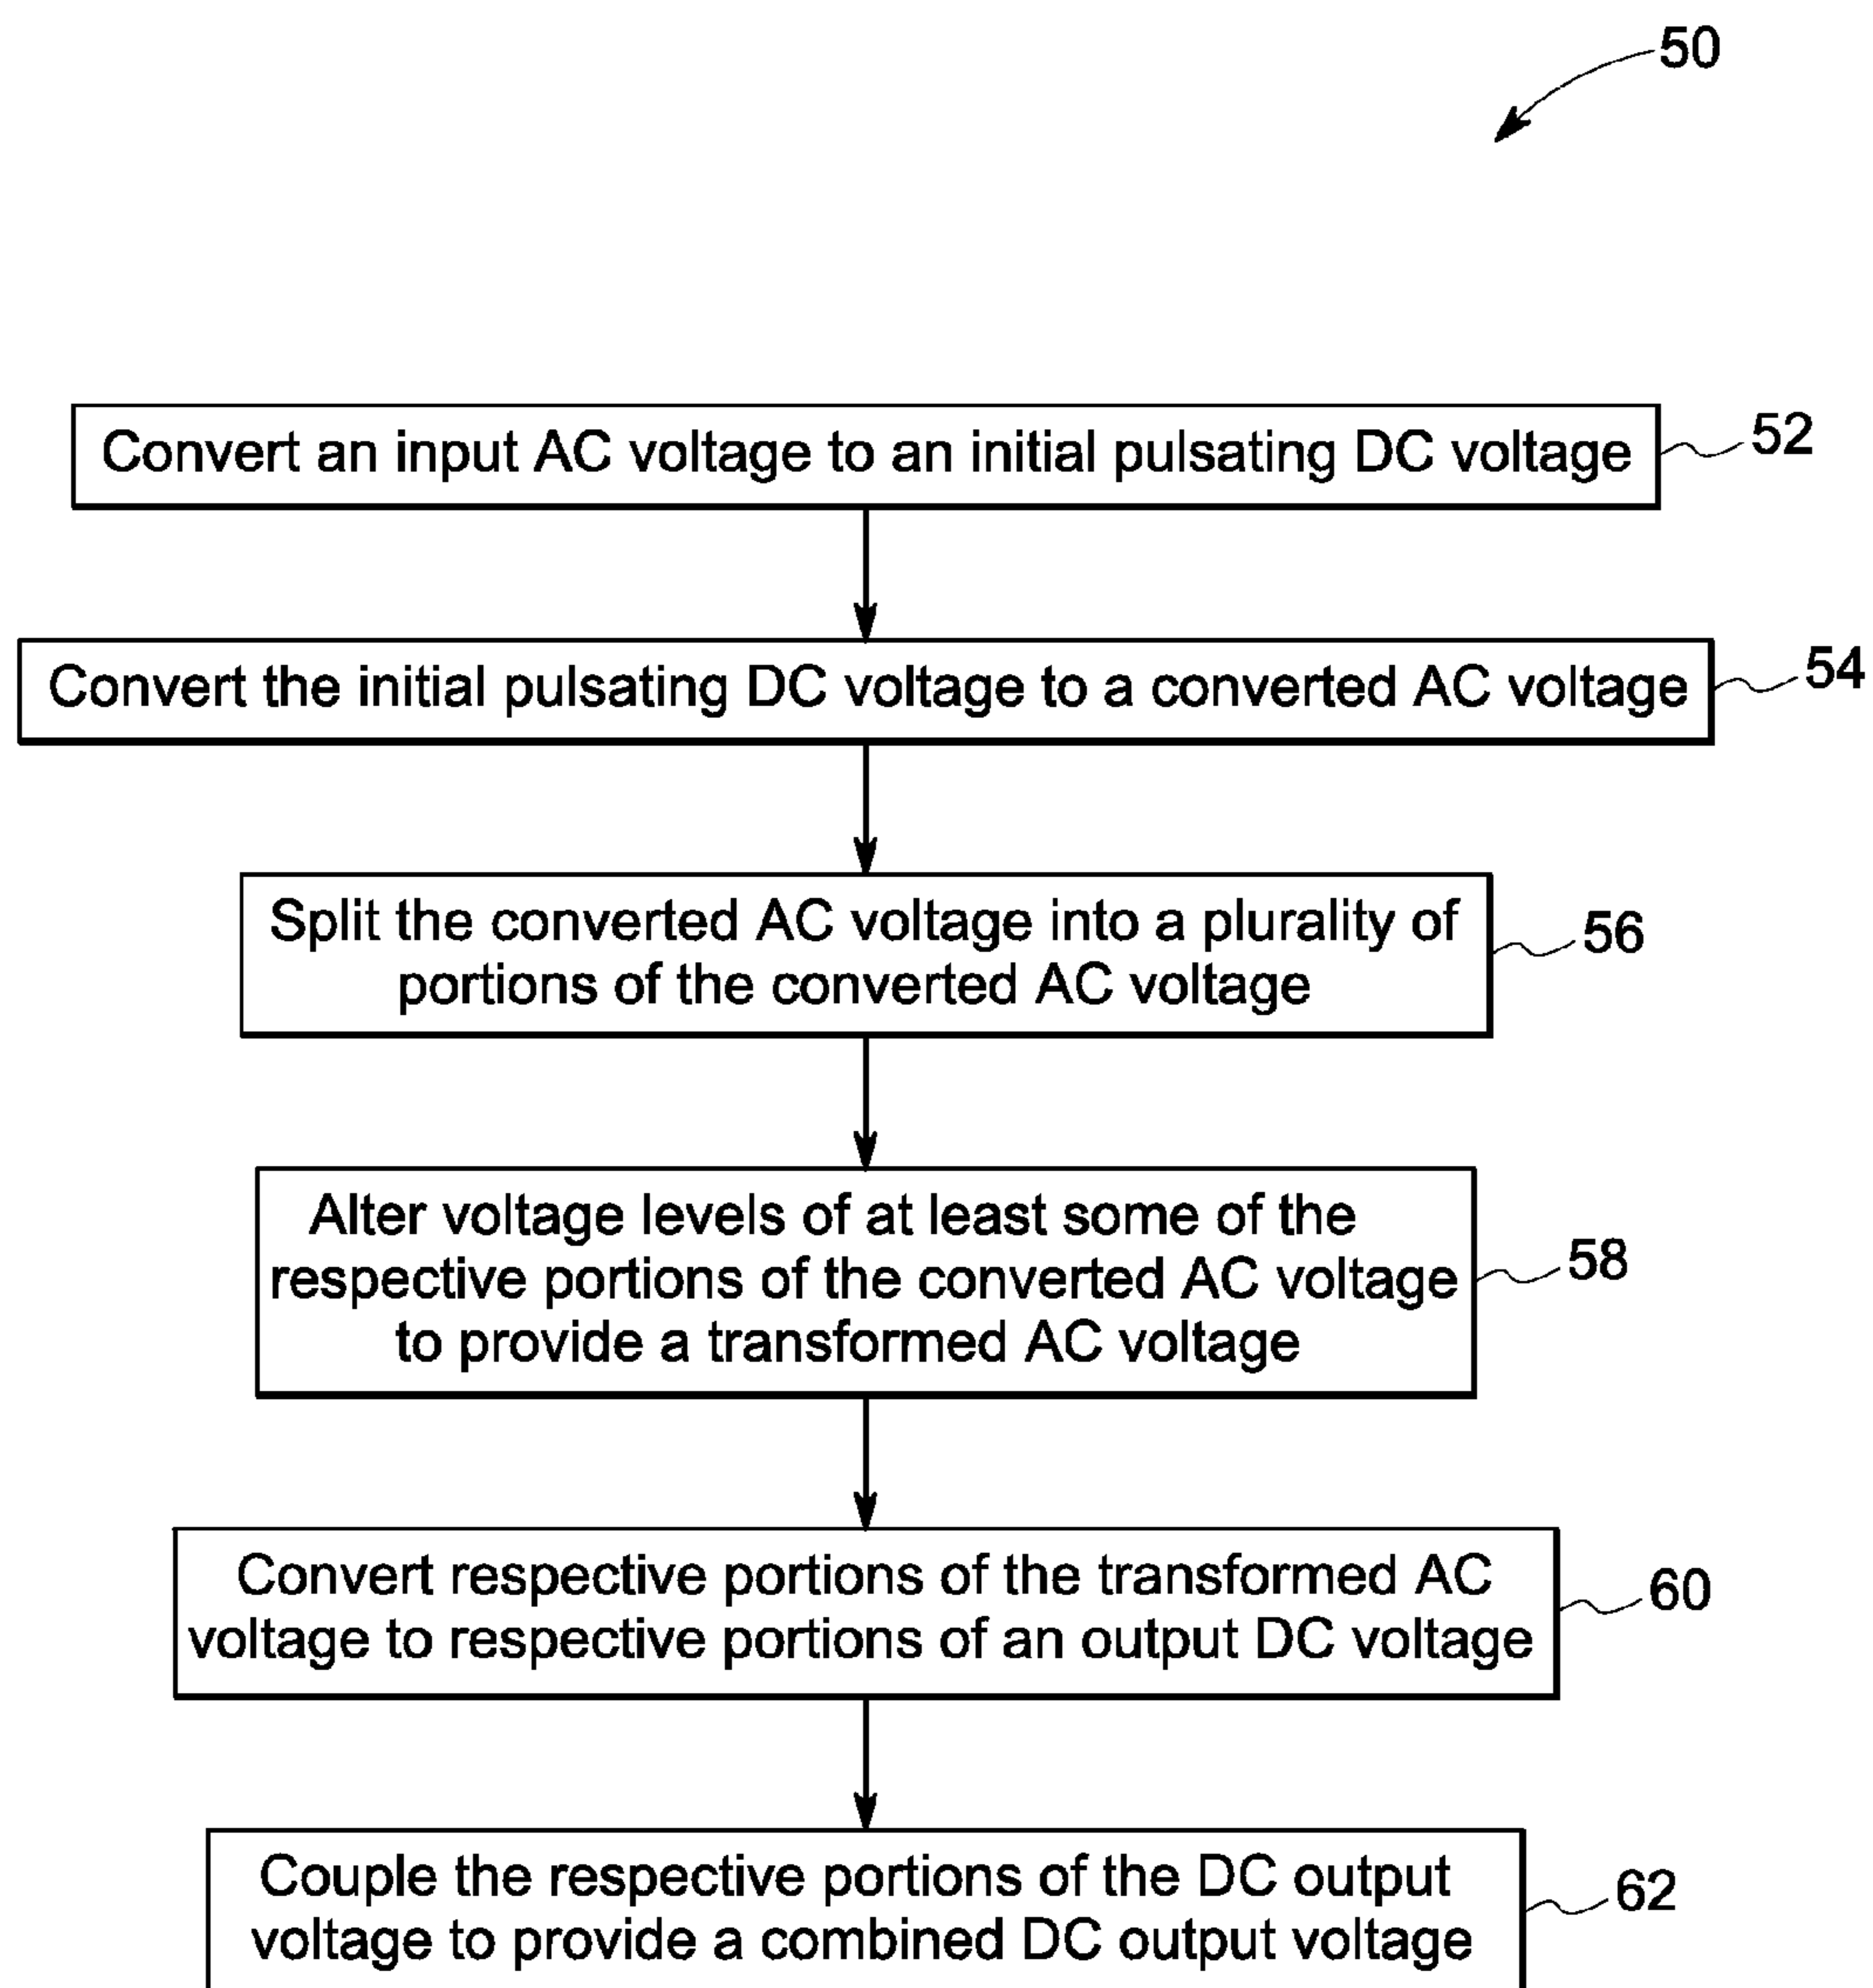 50
Convert an input AC voltage to an initial pulsating DC voltage
52
Convert the initial pulsating DC voltage to a converted AC voltage
54
Split the converted AC voltage into a plurality of
portions of the converted AC voltage
56
Alter voltage levels of at least some of the
respective portions of the converted AC voltage
to provide a transformed AC voltage
58
Convert respective portions of the transformed AC
voltage to respective portions of an output DC voltage
60
Couple the respective portions of the DC output
voltage to provide a combined DC output voltage
62